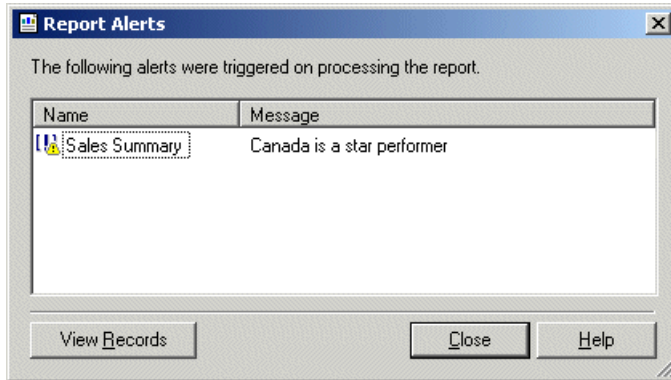 Report Alerts
The following alerts were triggered on processing the report.
Name Message
Sales Summary Canada is a star performer
View Records Close Help